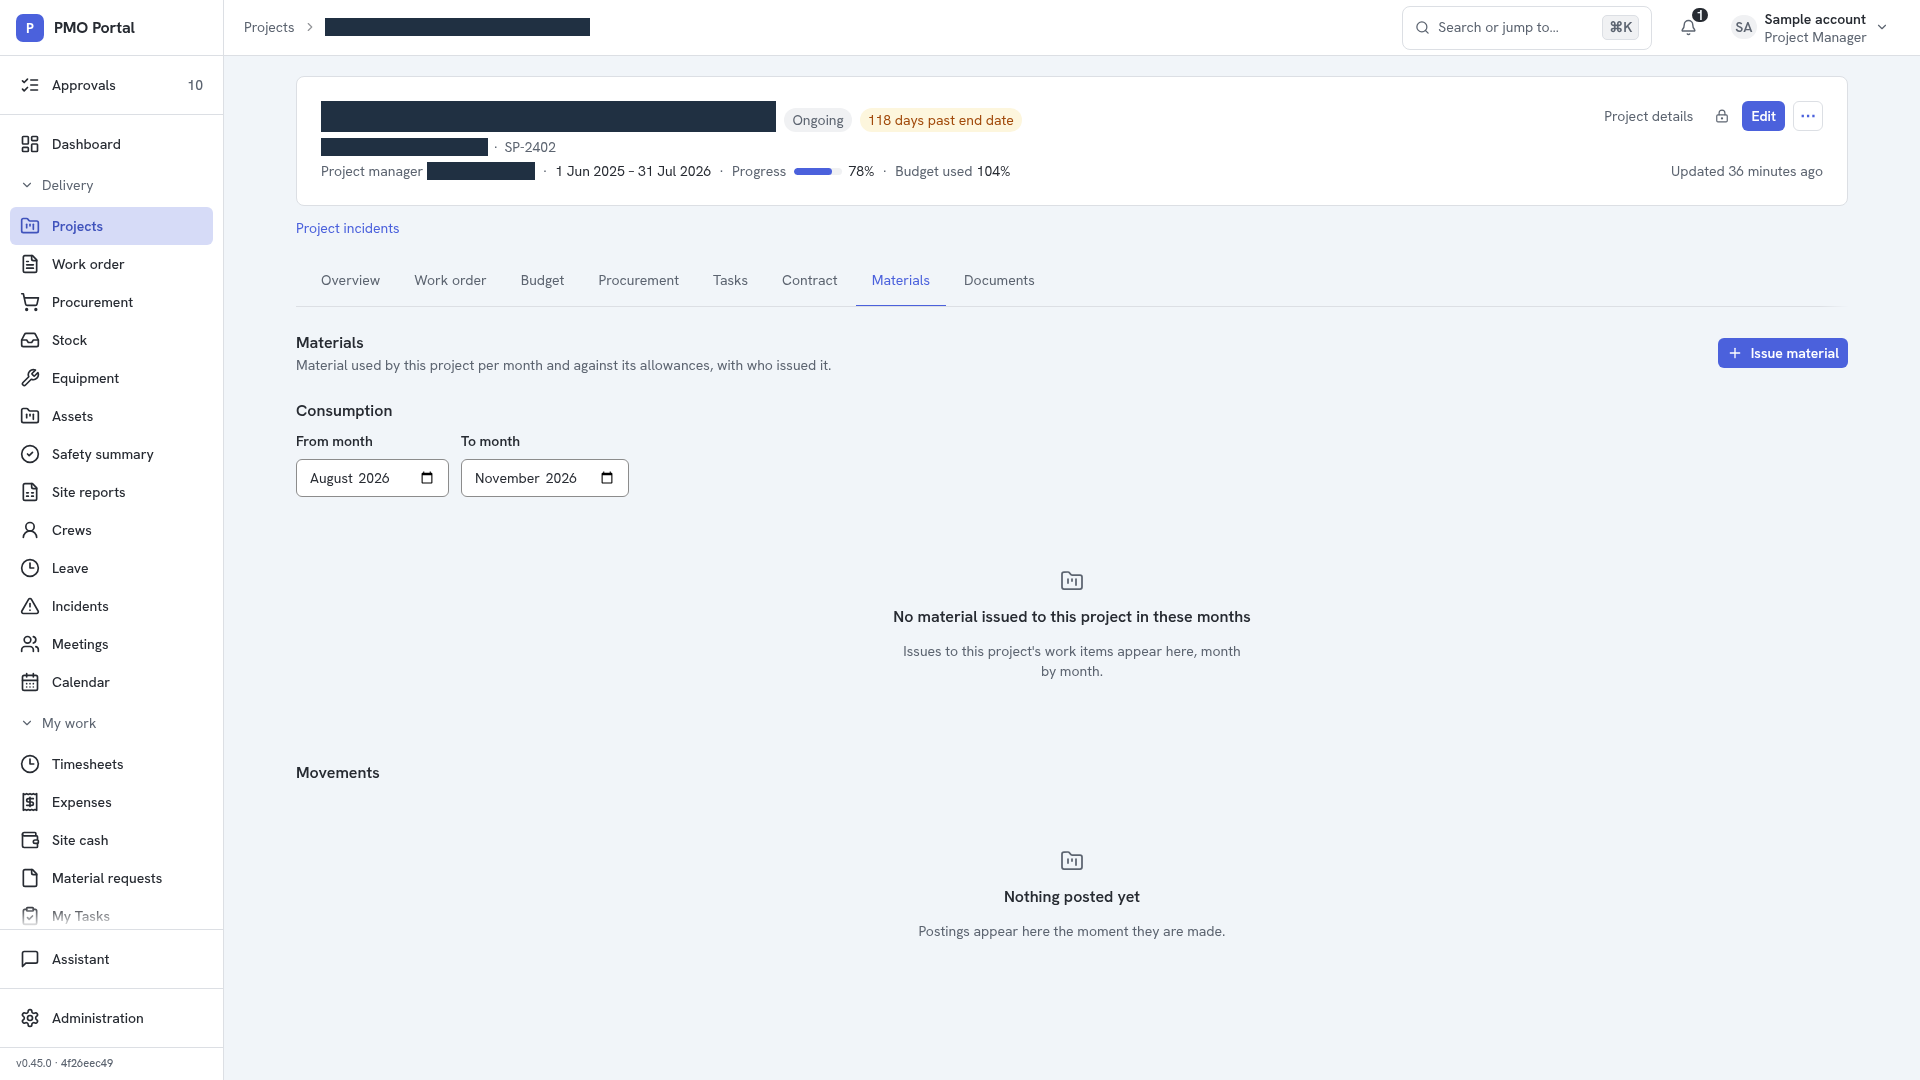 P PMO Portal
Approvals 10
Dashboard
Delivery
Projects
Work order
Procurement
Stock
Equipment
Assets
Safety summary
Site reports
Crews
Leave
Incidents
Meetings
Calendar
My work
Timesheets
Expenses
Site cash
Material requests
My Tasks
Assistant
Administration
v0.45.0 · 4f26eec49
Projects
Search or jump to... ⌘K
1
SA Sample account
Project Manager
Ongoing 118 days past end date
Project details Edit
· SP-2402
Project manager · 1 Jun 2025 – 31 Jul 2026 · Progress 78% · Budget used 104%
Updated 36 minutes ago
Project incidents
Overview Work order Budget Procurement Tasks Contract Materials Documents
Materials
Material used by this project per month and against its allowances, with who issued it.
Issue material
Consumption
From month To month
August 2026 November 2026
No material issued to this project in these months
Issues to this project's work items appear here, month
by month.
Movements
Nothing posted yet
Postings appear here the moment they are made.